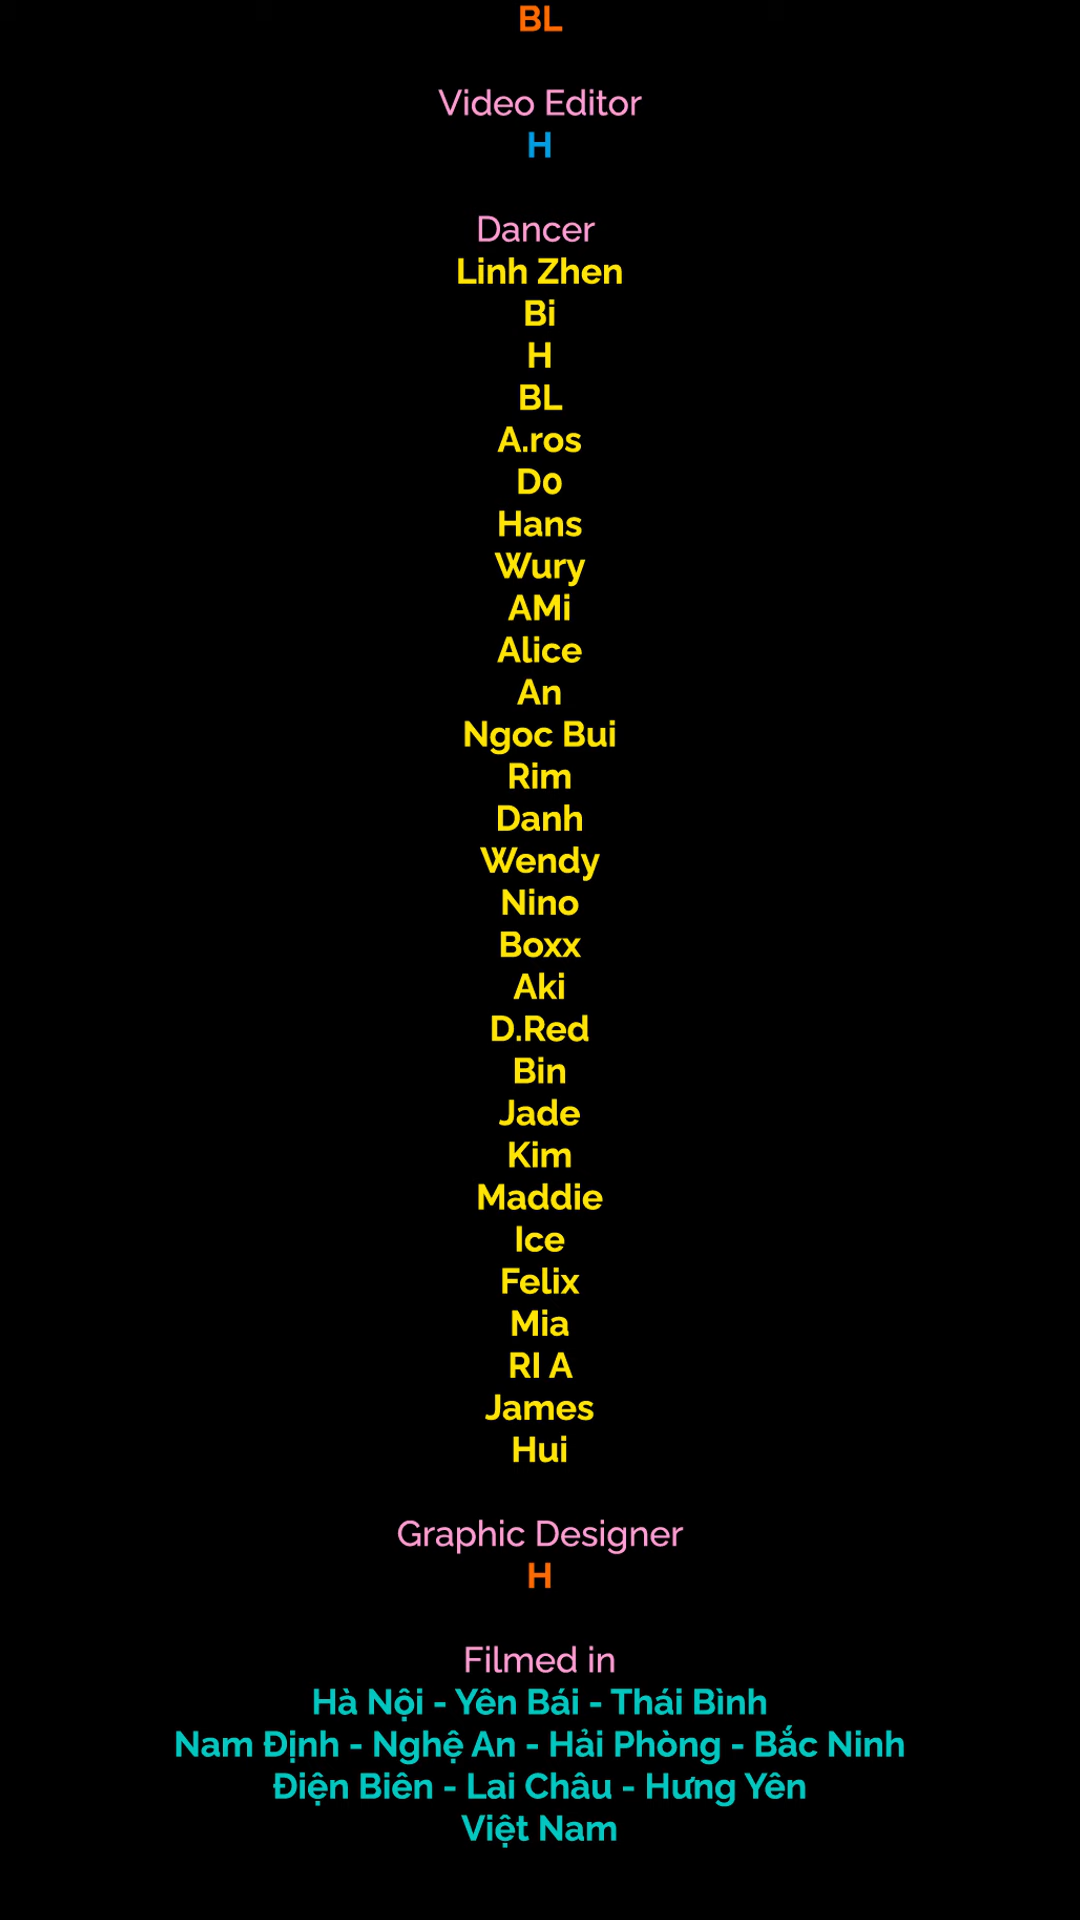 BL
Video Editor
H
Dancer
Linh Zhen
Bi
H
BL
A.ros
D0
Hans
Wury
AMi
Alice
An
Ngoc Bui
Rim
Danh
Wendy
Nino
Boxx
Aki
D.Red
Bin
Jade
Kim
Maddie
Ice
Felix
Mia
RI A
James
Hui
Graphic Designer
H
Filmed in
Hà Nội - Yên Bái - Thái Bình
Nam Định - Nghệ An - Hải Phòng - Bắc Ninh
Điện Biên - Lai Châu - Hưng Yên
Việt Nam